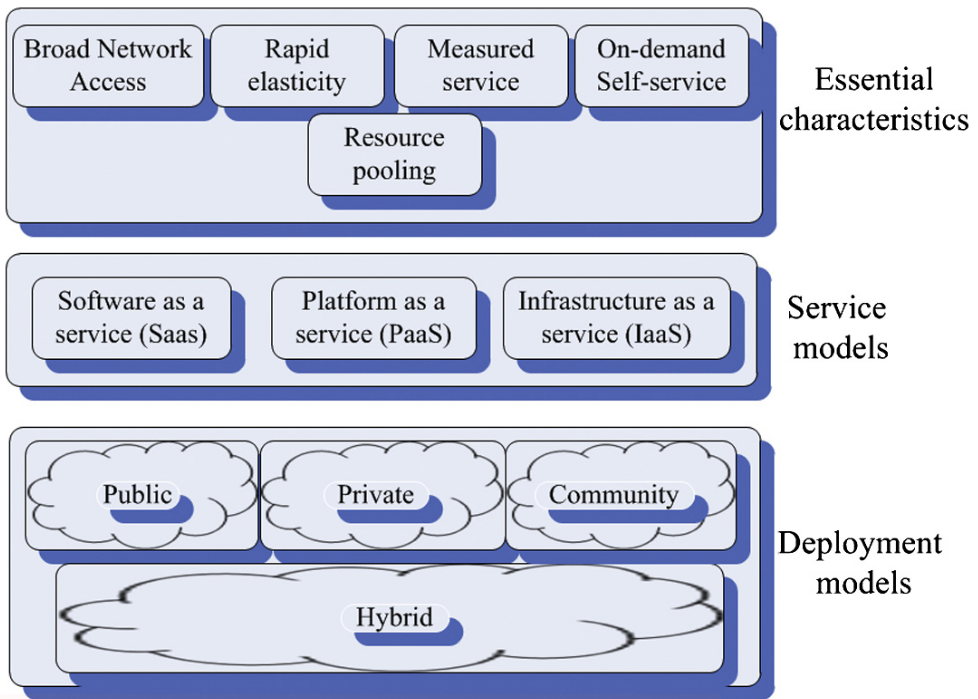 Broad Network
Access
Rapid
elasticity
Measured
service
On-demand
Self-service
Resource
pooling
Essential
characteristics
Software as a
service (Saas)
Platform as a
service (PaaS)
Infrastructure as a
service (IaaS)
Service
models
Public
Private
Community
Hybrid
Deployment
models